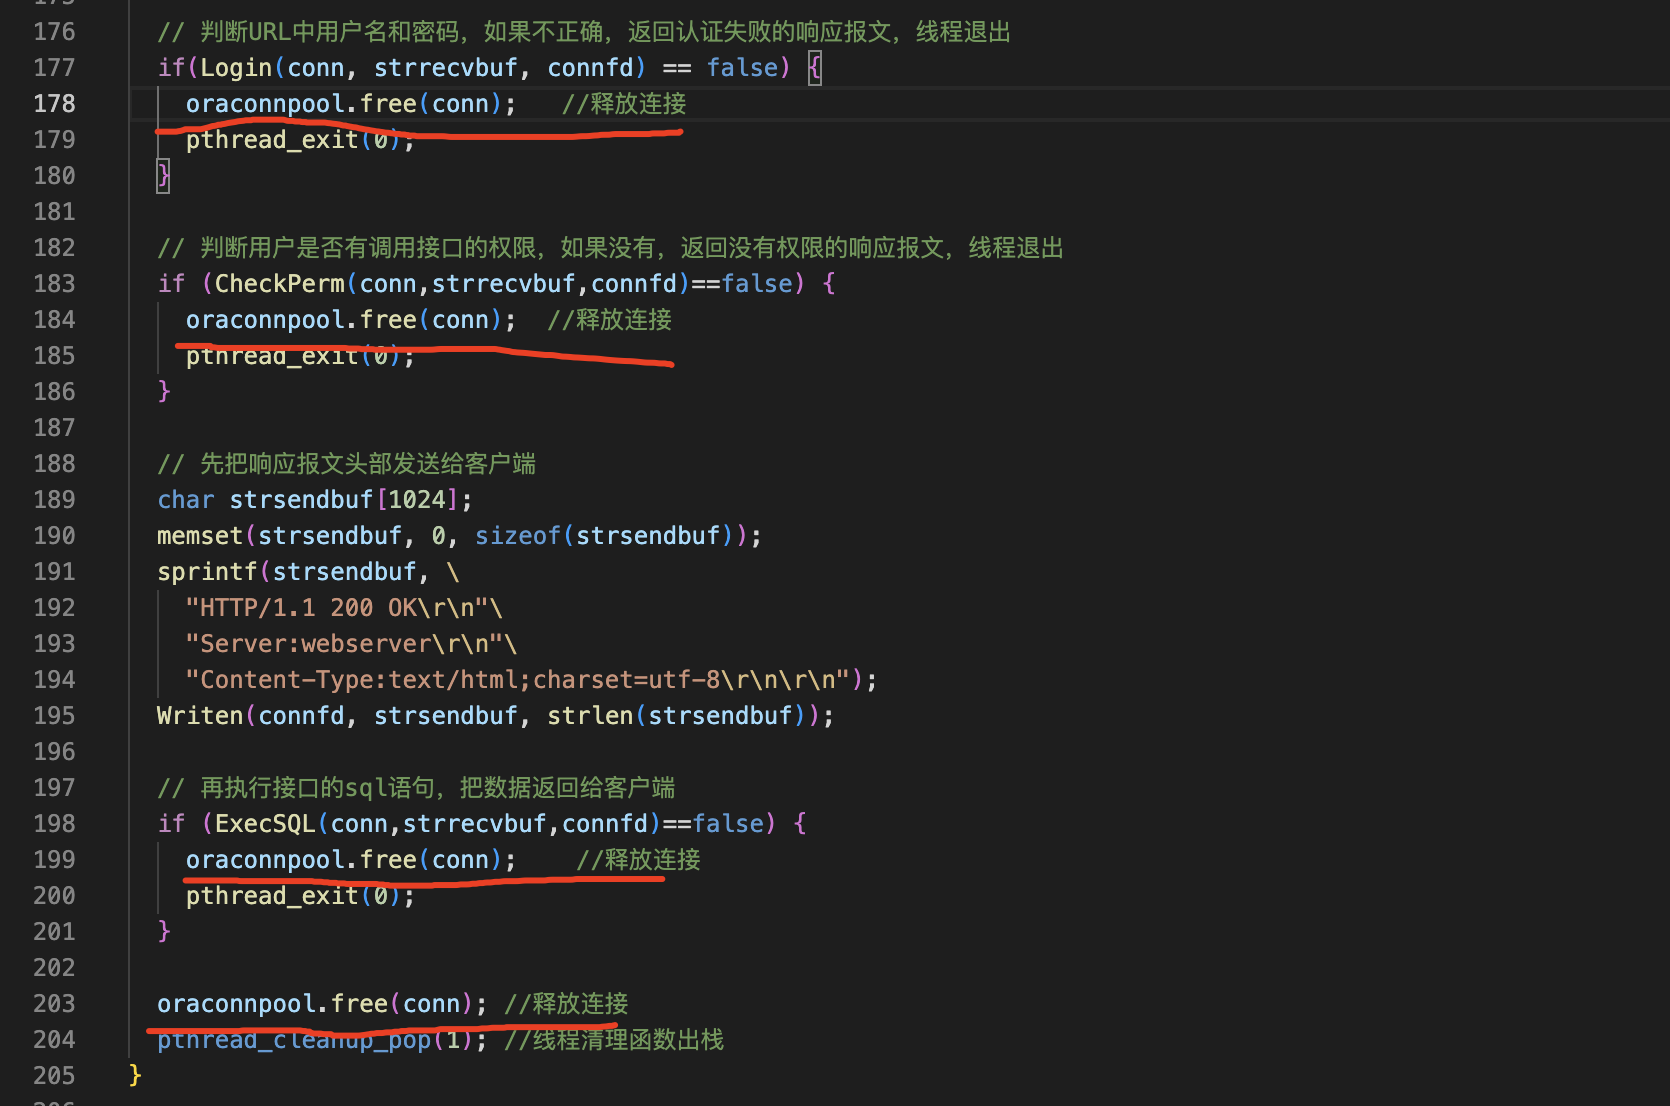 176 // 判断URL中用户名和密码，如果不正确，返回认证失败的响应报文，线程退出
177 if(Login(conn, strrecvbuf, connfd) == false) {
178 oraconnpool.free(conn); //释放连接
179 pthread_exit(0);
180 }
181
182 // 判断用户是否有调用接口的权限，如果没有，返回没有权限的响应报文，线程退出
183 if (CheckPerm(conn,strrecvbuf,connfd)==false) {
184 oraconnpool.free(conn); //释放连接
185 pthread_exit(0);
186 }
187
188 // 先把响应报文头部发送给客户端
189 char strsendbuf[1024];
190 memset(strsendbuf, 0, sizeof(strsendbuf));
191 sprintf(strsendbuf, \
192 "HTTP/1.1 200 OK\r\n"\
193 "Server:webserver\r\n"\
194 "Content-Type:text/html;charset=utf-8\r\n\r\n");
195 Writen(connfd, strsendbuf, strlen(strsendbuf));
196
197 // 再执行接口的sql语句，把数据返回给客户端
198 if (ExecSQL(conn,strrecvbuf,connfd)==false) {
199 oraconnpool.free(conn); //释放连接
200 pthread_exit(0);
201 }
202
203 oraconnpool.free(conn); //释放连接
204 pthread_cleanup_pop(1); //线程清理函数出栈
205 }